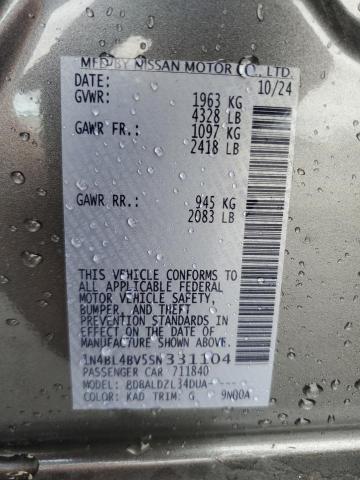 MFD BY NISSAN MOTOR CO., LTD.
DATE: 10/24
GVWR: 1963 KG
4328 LB
GAWR FR.: 1097 KG
2418 LB
GAWR RR.: 945 KG
2083 LB
THIS VEHICLE CONFORMS TO
ALL APPLICABLE FEDERAL
MOTOR VEHICLE SAFETY,
BUMPER, AND THEFT
PREVENTION STANDARDS IN
EFFECT ON THE DATE OF
MANUFACTURE SHOWN ABOVE.
1N4BL4BV5SN331104
PASSENGER CAR 711840
MODEL: BDBALDZL34DUA-----
COLOR: KAD TRIM: G 9N00A